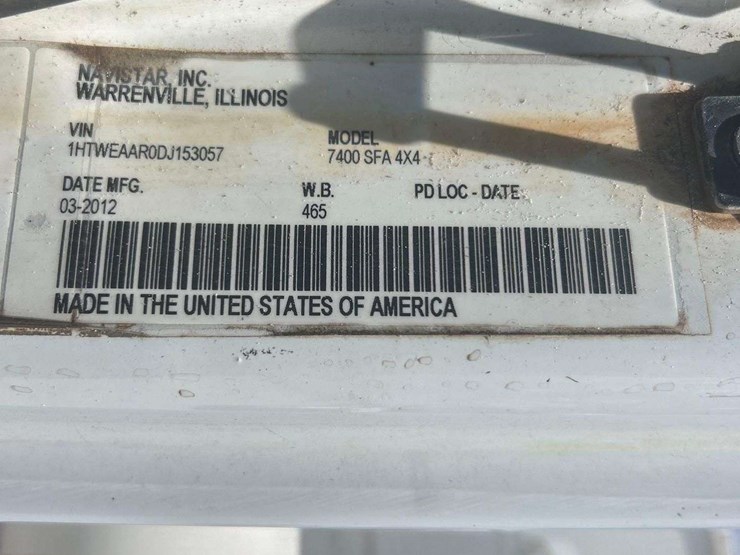 NAVISTAR, INC.
WARRENVILLE, ILLINOIS
VIN MODEL
1HTWEAAR0DJ153057 7400 SFA 4X4
DATE MFG. W.B. PD LOC - DATE
03-2012 465
MADE IN THE UNITED STATES OF AMERICA